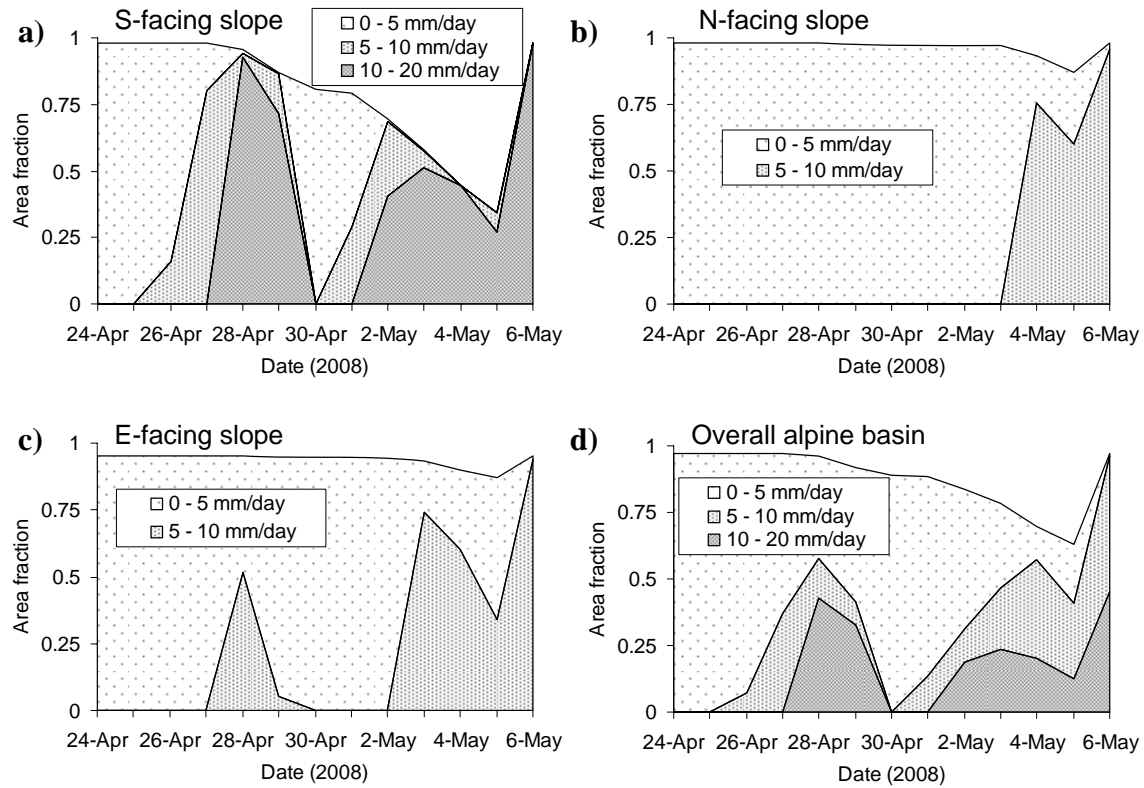 a)
S-facing slope
0 - 5 mm/day
5 - 10 mm/day
10 - 20 mm/day
1
0.75
0.5
0.25
0
Area fraction
24-Apr 26-Apr 28-Apr 30-Apr 2-May 4-May 6-May
Date (2008)
b)
N-facing slope
0 - 5 mm/day
5 - 10 mm/day
1
0.75
0.5
0.25
0
Area fraction
24-Apr 26-Apr 28-Apr 30-Apr 2-May 4-May 6-May
Date (2008)
c)
E-facing slope
0 - 5 mm/day
5 - 10 mm/day
1
0.75
0.5
0.25
0
Area fraction
24-Apr 26-Apr 28-Apr 30-Apr 2-May 4-May 6-May
Date (2008)
d)
Overall alpine basin
0 - 5 mm/day
5 - 10 mm/day
10 - 20 mm/day
1
0.75
0.5
0.25
0
Area fraction
24-Apr 26-Apr 28-Apr 30-Apr 2-May 4-May 6-May
Date (2008)